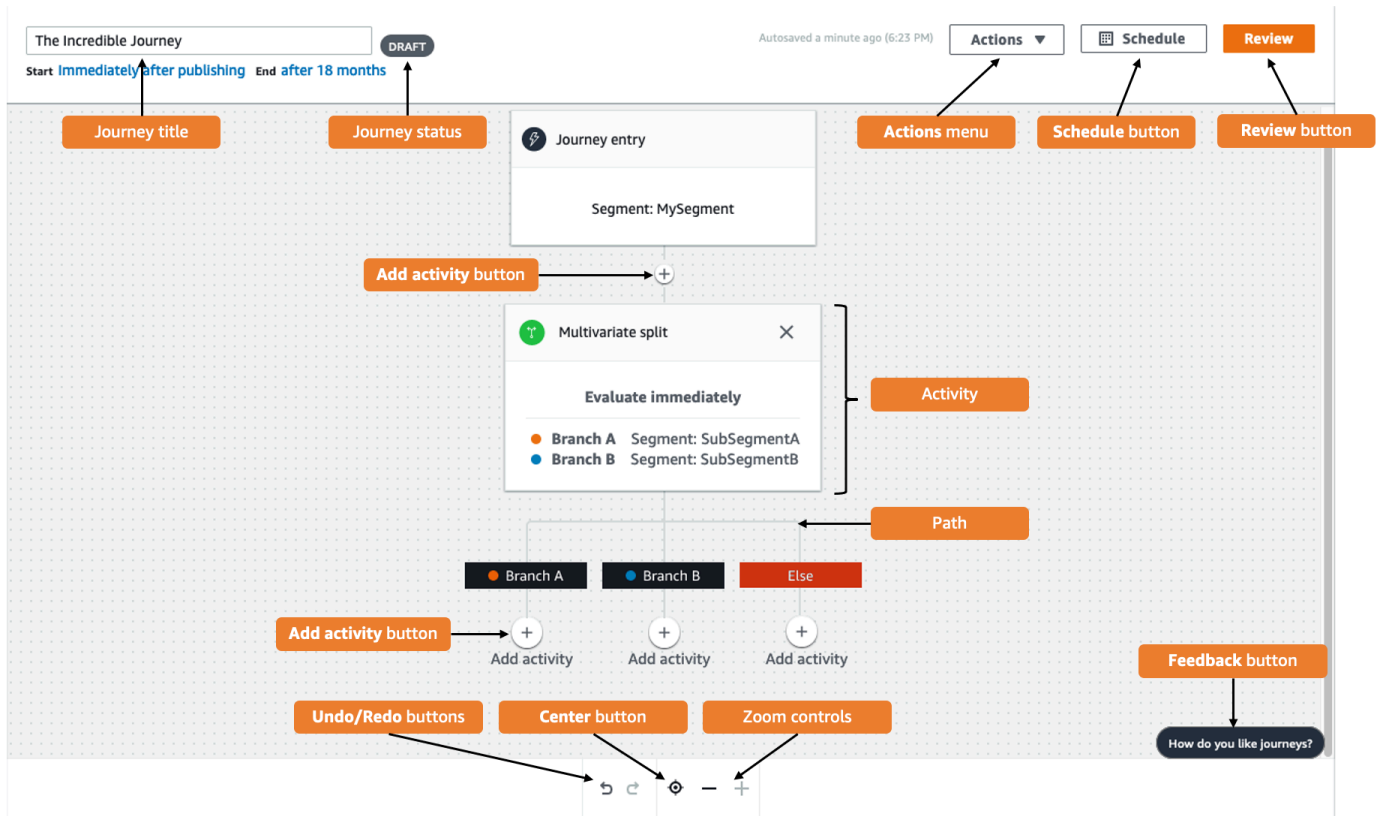 The Incredible Journey
DRAFT
Autosaved a minute ago (6:23 PM)
Actions
Schedule
Review
Start Immediately after publishing End after 18 months
Journey title
Journey status
Actions menu
Schedule button
Review button
Journey entry
Segment: MySegment
Add activity button
Multivariate split
Evaluate immediately
Branch A Segment: SubSegmentA
Branch B Segment: SubSegmentB
Activity
Path
Branch A
Branch B
Else
Add activity button
Add activity
Add activity
Add activity
Feedback button
Undo/Redo buttons
Center button
Zoom controls
How do you like journeys?